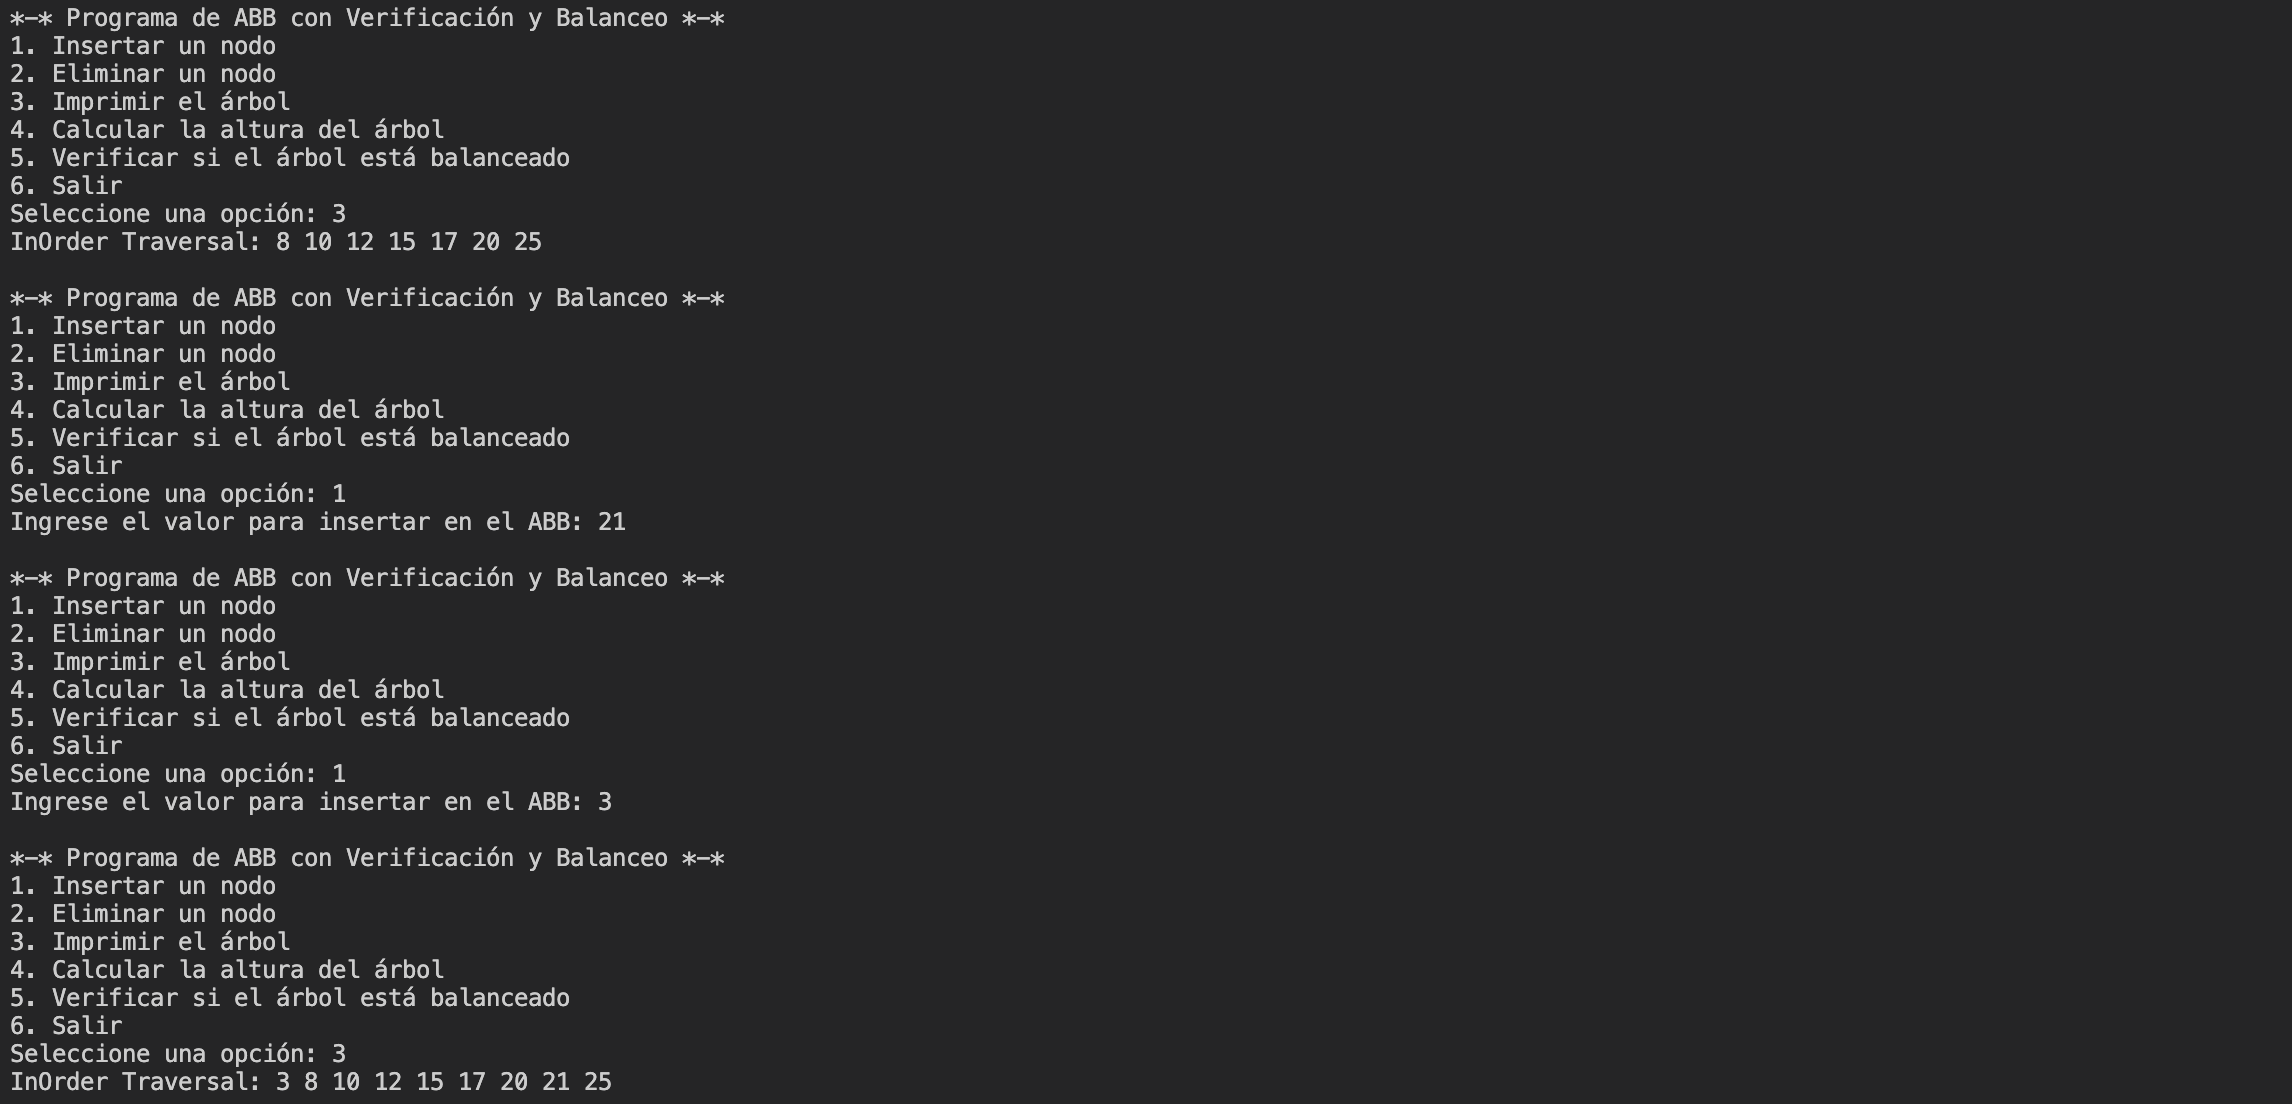 *-* Programa de ABB con Verificación y Balanceo *-*
1. Insertar un nodo
2. Eliminar un nodo
3. Imprimir el árbol
4. Calcular la altura del árbol
5. Verificar si el árbol está balanceado
6. Salir
Seleccione una opción: 3
InOrder Traversal: 8 10 12 15 17 20 25

*-* Programa de ABB con Verificación y Balanceo *-*
1. Insertar un nodo
2. Eliminar un nodo
3. Imprimir el árbol
4. Calcular la altura del árbol
5. Verificar si el árbol está balanceado
6. Salir
Seleccione una opción: 1
Ingrese el valor para insertar en el ABB: 21

*-* Programa de ABB con Verificación y Balanceo *-*
1. Insertar un nodo
2. Eliminar un nodo
3. Imprimir el árbol
4. Calcular la altura del árbol
5. Verificar si el árbol está balanceado
6. Salir
Seleccione una opción: 1
Ingrese el valor para insertar en el ABB: 3

*-* Programa de ABB con Verificación y Balanceo *-*
1. Insertar un nodo
2. Eliminar un nodo
3. Imprimir el árbol
4. Calcular la altura del árbol
5. Verificar si el árbol está balanceado
6. Salir
Seleccione una opción: 3
InOrder Traversal: 3 8 10 12 15 17 20 21 25